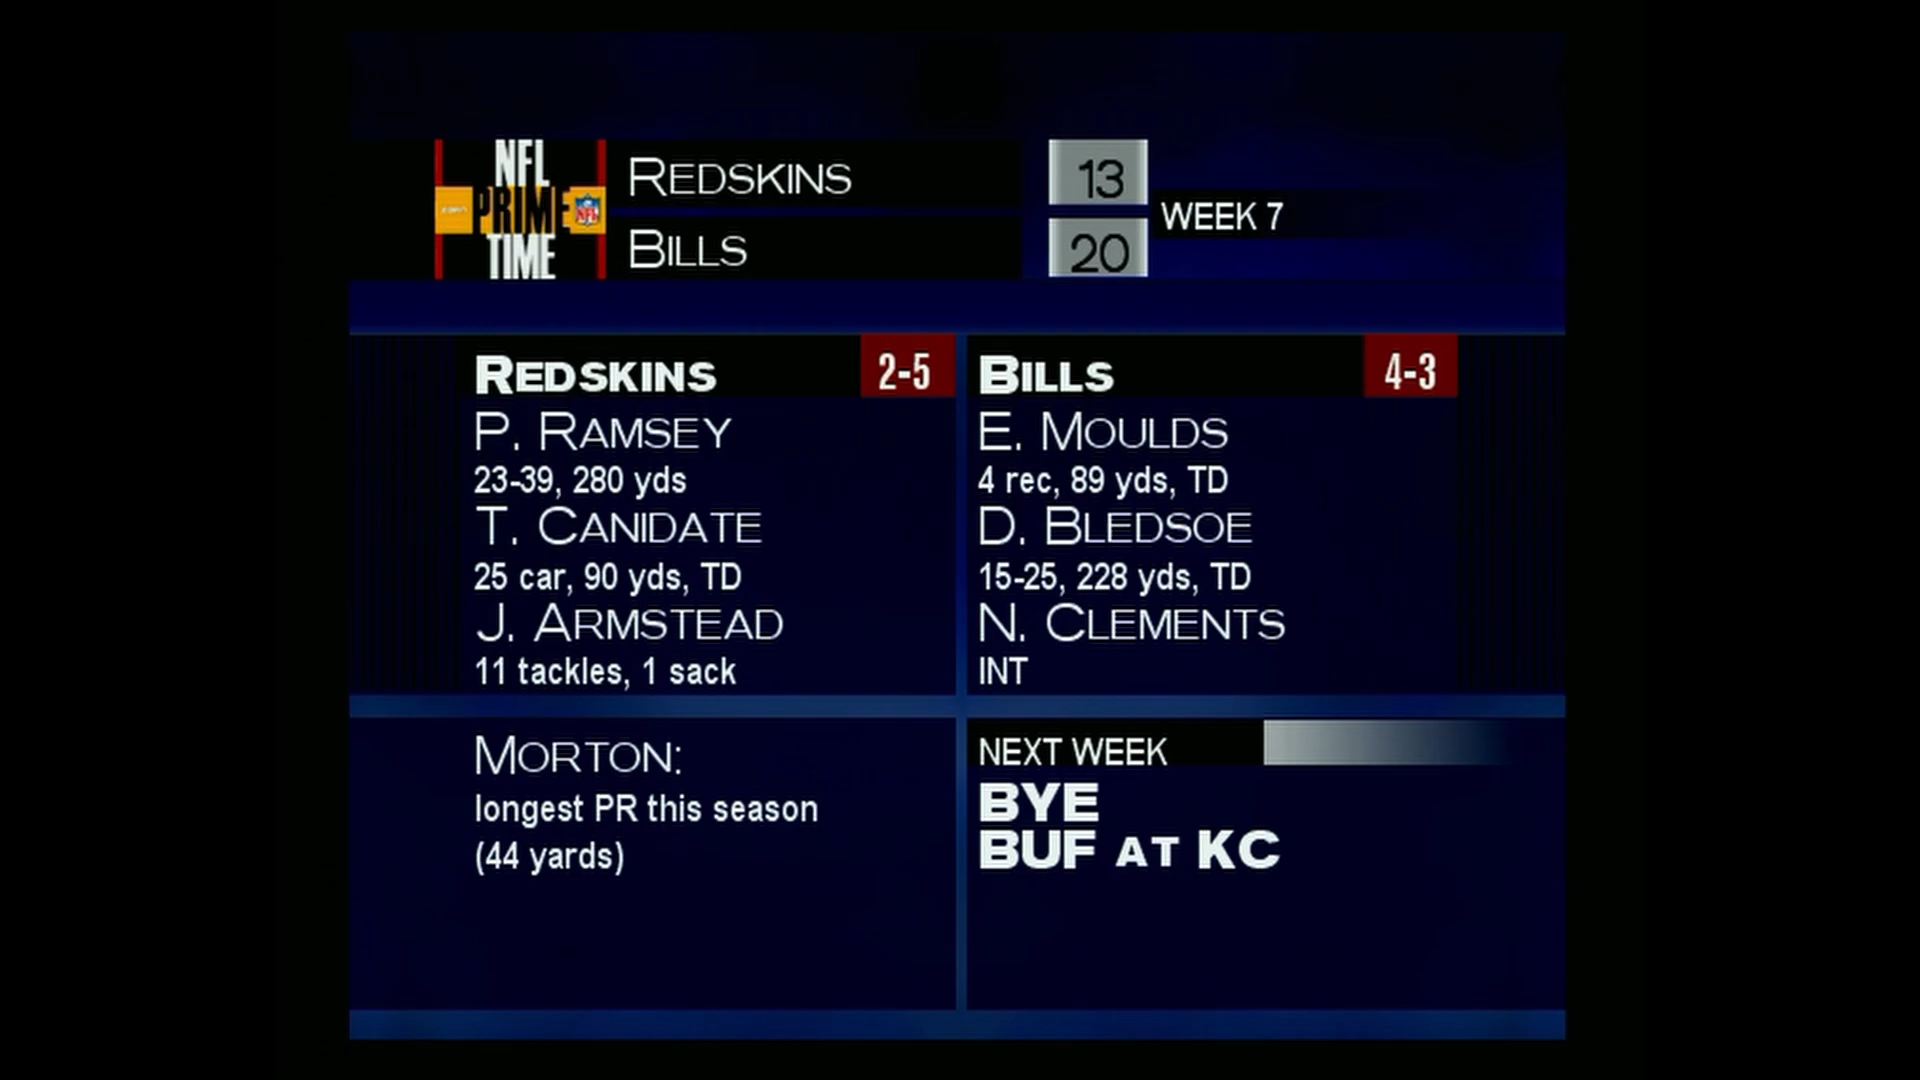 NFL
PRIME
TIME
NFL
REDSKINS 13
BILLS 20
WEEK 7
REDSKINS 2-5
P. RAMSEY
23-39, 280 yds
T. CANIDATE
25 car, 90 yds, TD
J. ARMSTEAD
11 tackles, 1 sack
BILLS 4-3
E. MOULDS
4 rec, 89 yds, TD
D. BLEDSOE
15-25, 228 yds, TD
N. CLEMENTS
INT
MORTON:
longest PR this season
(44 yards)
NEXT WEEK
BYE
BUF AT KC